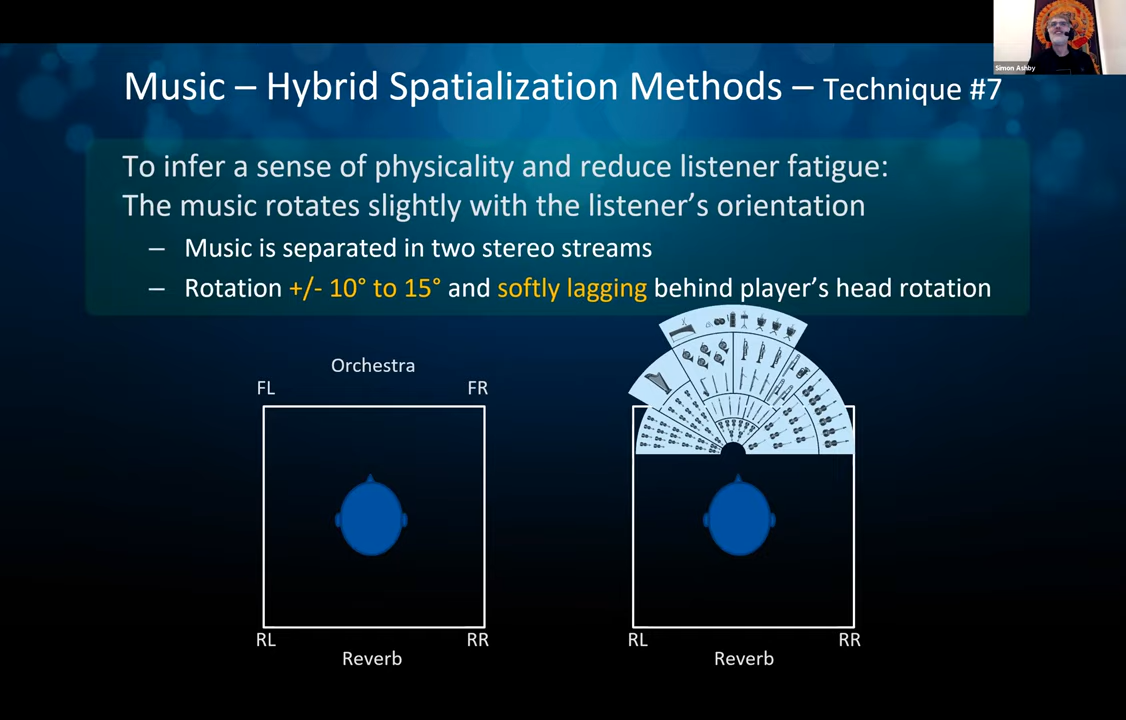 Simon Ashby
Music – Hybrid Spatialization Methods – Technique #7
To infer a sense of physicality and reduce listener fatigue:
The music rotates slightly with the listener’s orientation
– Music is separated in two stereo streams
– Rotation +/- 10° to 15° and softly lagging behind player’s head rotation
Orchestra
FL FR
RL RR
Reverb
RL RR
Reverb